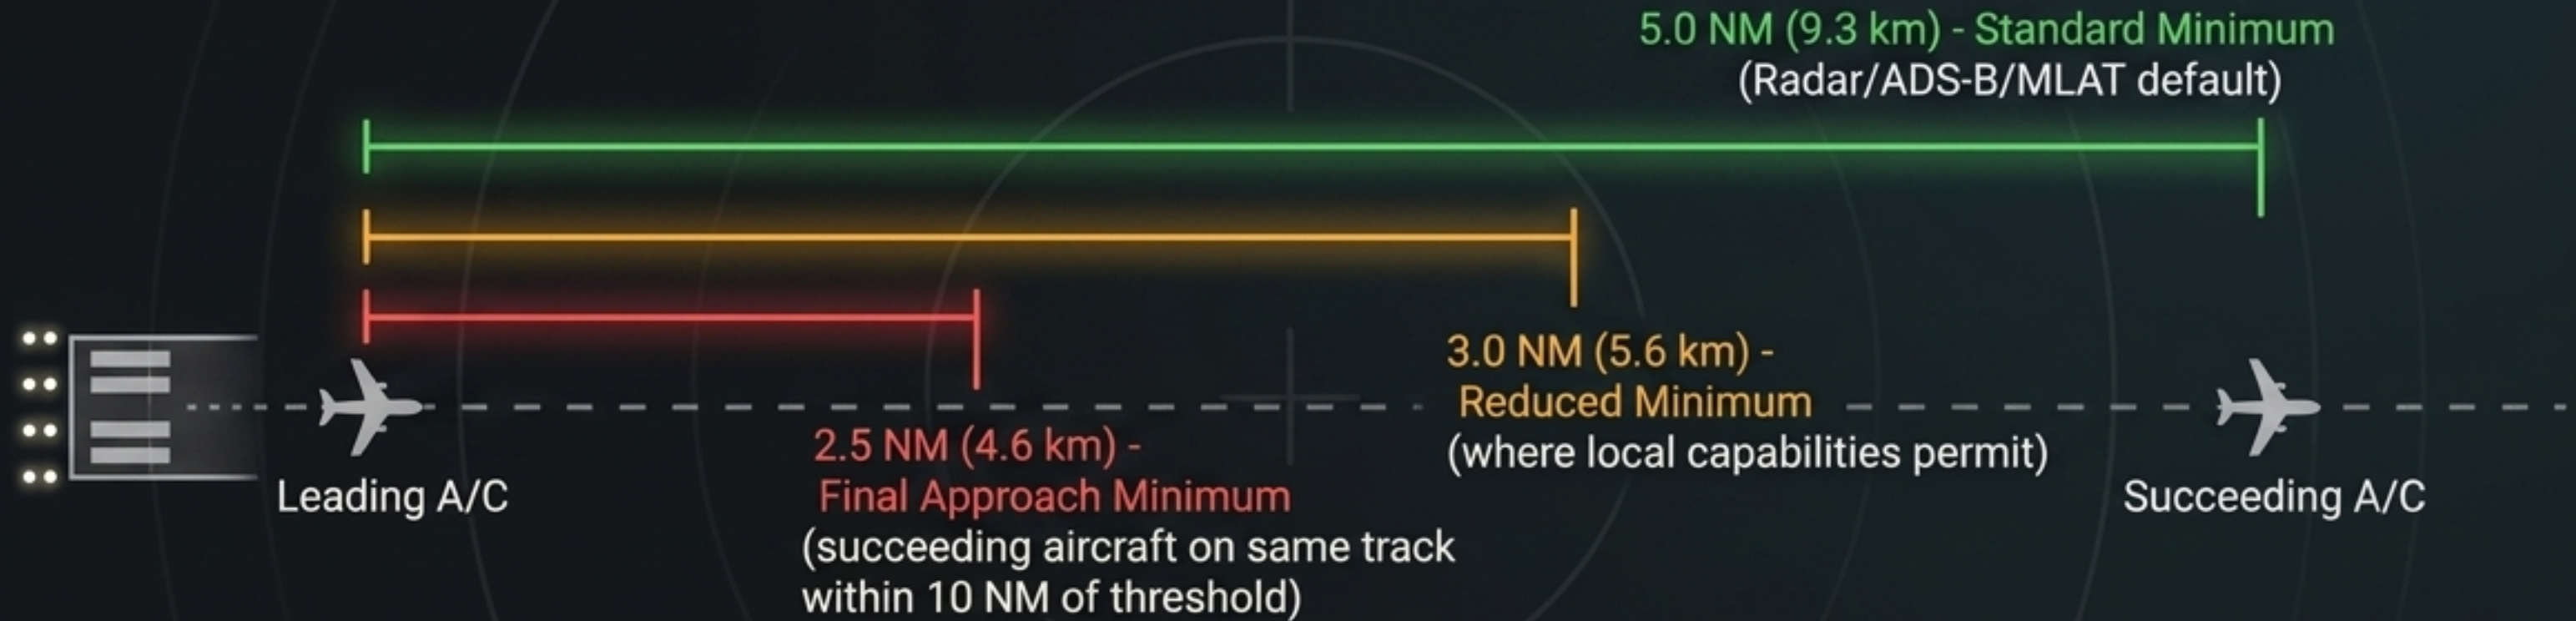 5.0 NM (9.3 km) - Standard Minimum
(Radar/ADS-B/MLAT default)
3.0 NM (5.6 km) -
Reduced Minimum
(where local capabilities permit)
2.5 NM (4.6 km) -
Final Approach Minimum
(succeeding aircraft on same track
within 10 NM of threshold)
Leading A/C
Succeeding A/C